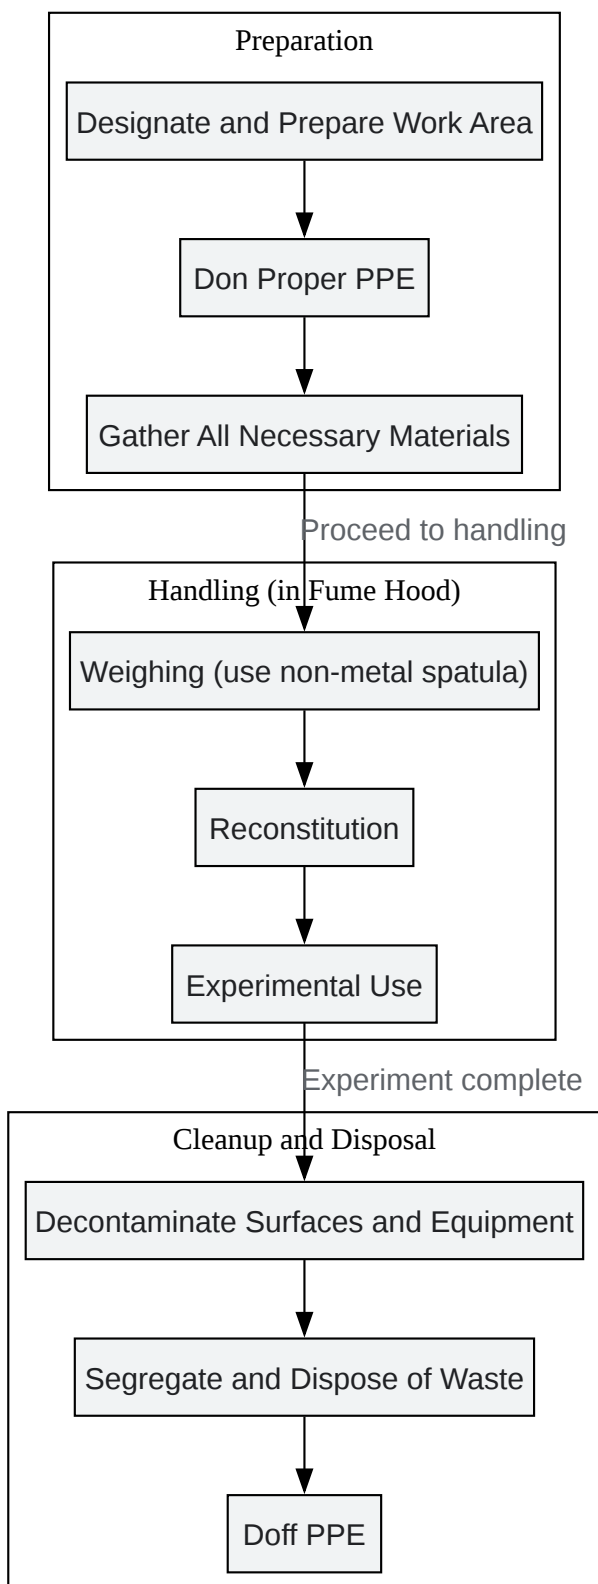 Preparation
Designate and Prepare Work Area
Don Proper PPE
Gather All Necessary Materials
Proceed to handling
Handling (in Fume Hood)
Weighing (use non-metal spatula)
Reconstitution
Experimental Use
Experiment complete
Cleanup and Disposal
Decontaminate Surfaces and Equipment
Segregate and Dispose of Waste
Doff PPE